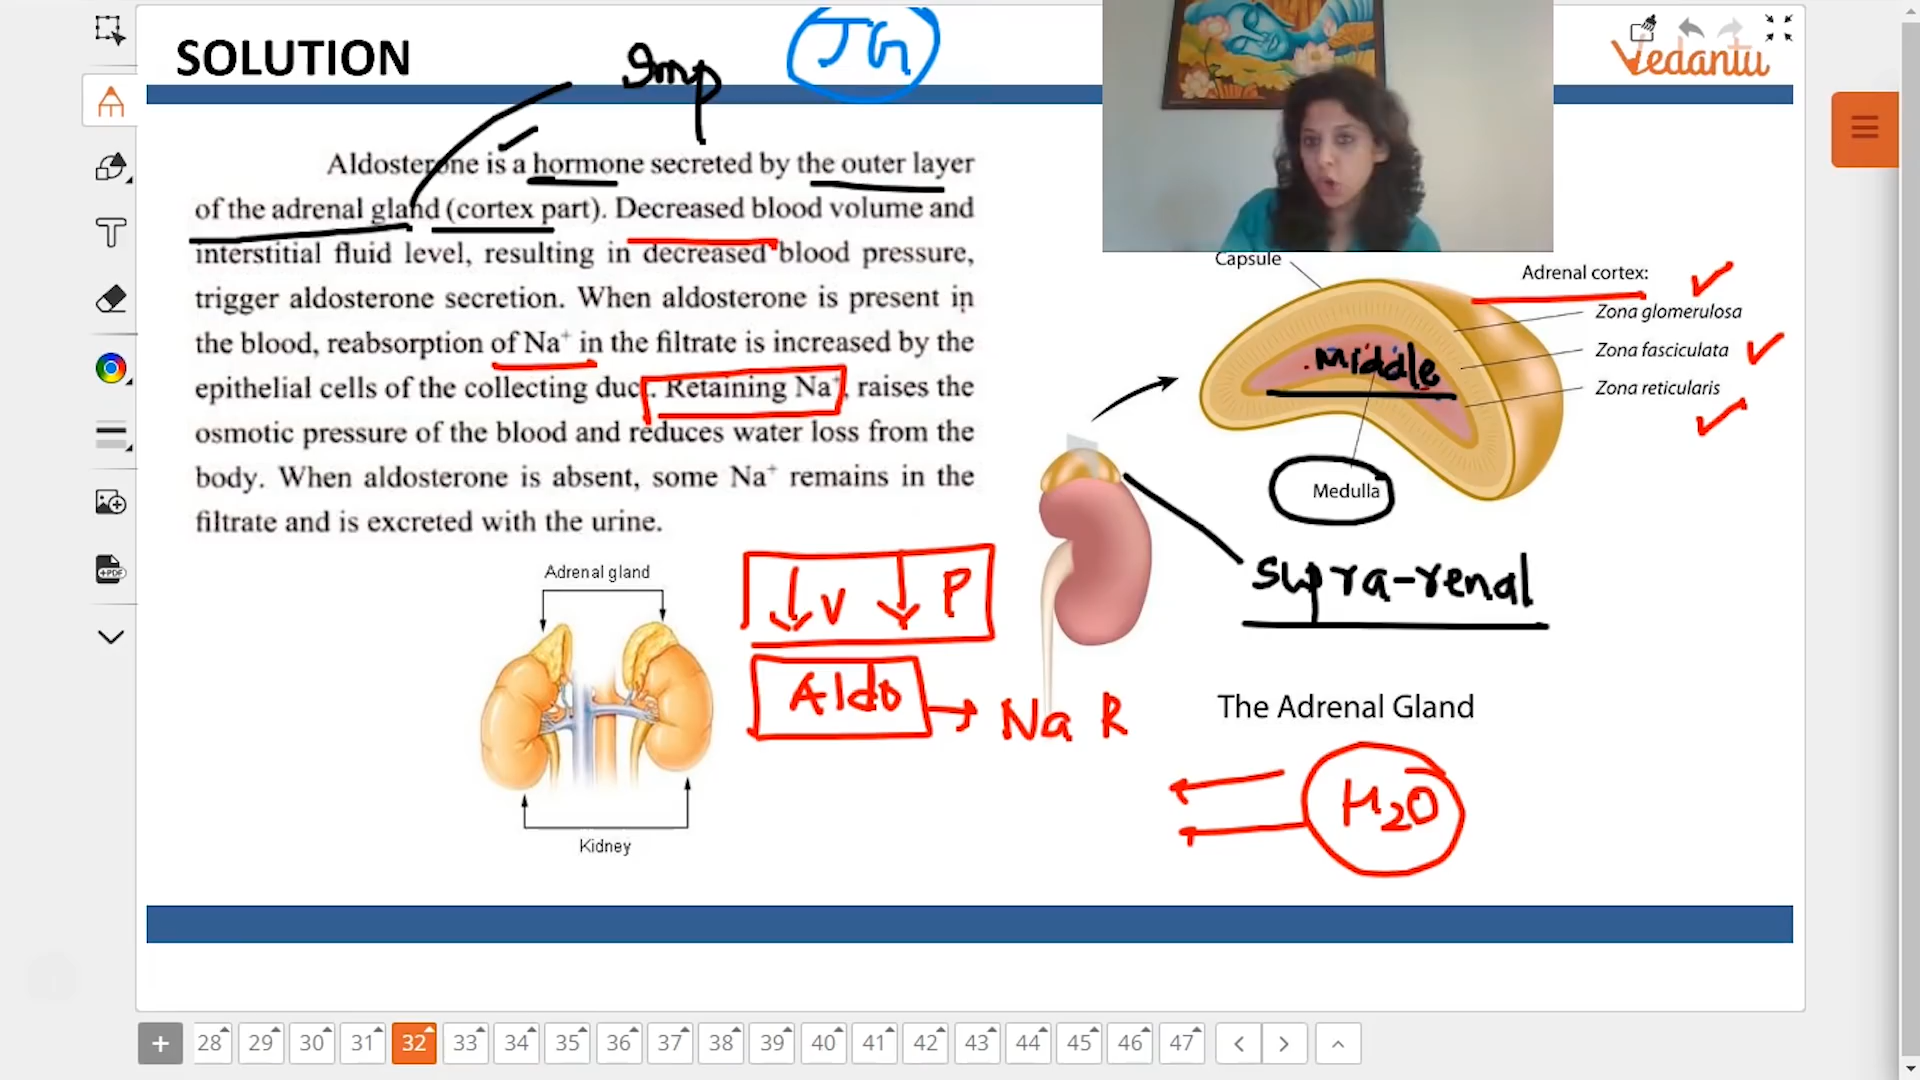 SOLUTION
Imp
JG
Vedantu
Aldosterone is a hormone secreted by the outer layer
of the adrenal gland (cortex part). Decreased blood volume and
interstitial fluid level, resulting in decreased blood pressure,
trigger aldosterone secretion. When aldosterone is present in
the blood, reabsorption of Na⁺ in the filtrate is increased by the
epithelial cells of the collecting duc. Retaining Na⁺, raises the
osmotic pressure of the blood and reduces water loss from the
body. When aldosterone is absent, some Na⁺ remains in the
filtrate and is excreted with the urine.
Capsule
Adrenal cortex:
Zona glomerulosa
Zona fasciculata
Zona reticularis
Middle
Medulla
Supra-renal
The Adrenal Gland
Adrenal gland
Kidney
↓ V ↓ P
Aldo → Na R
H₂O
T
+PDF
+ 28 29 30 31 32 33 34 35 36 37 38 39 40 41 42 43 44 45 46 47 < >